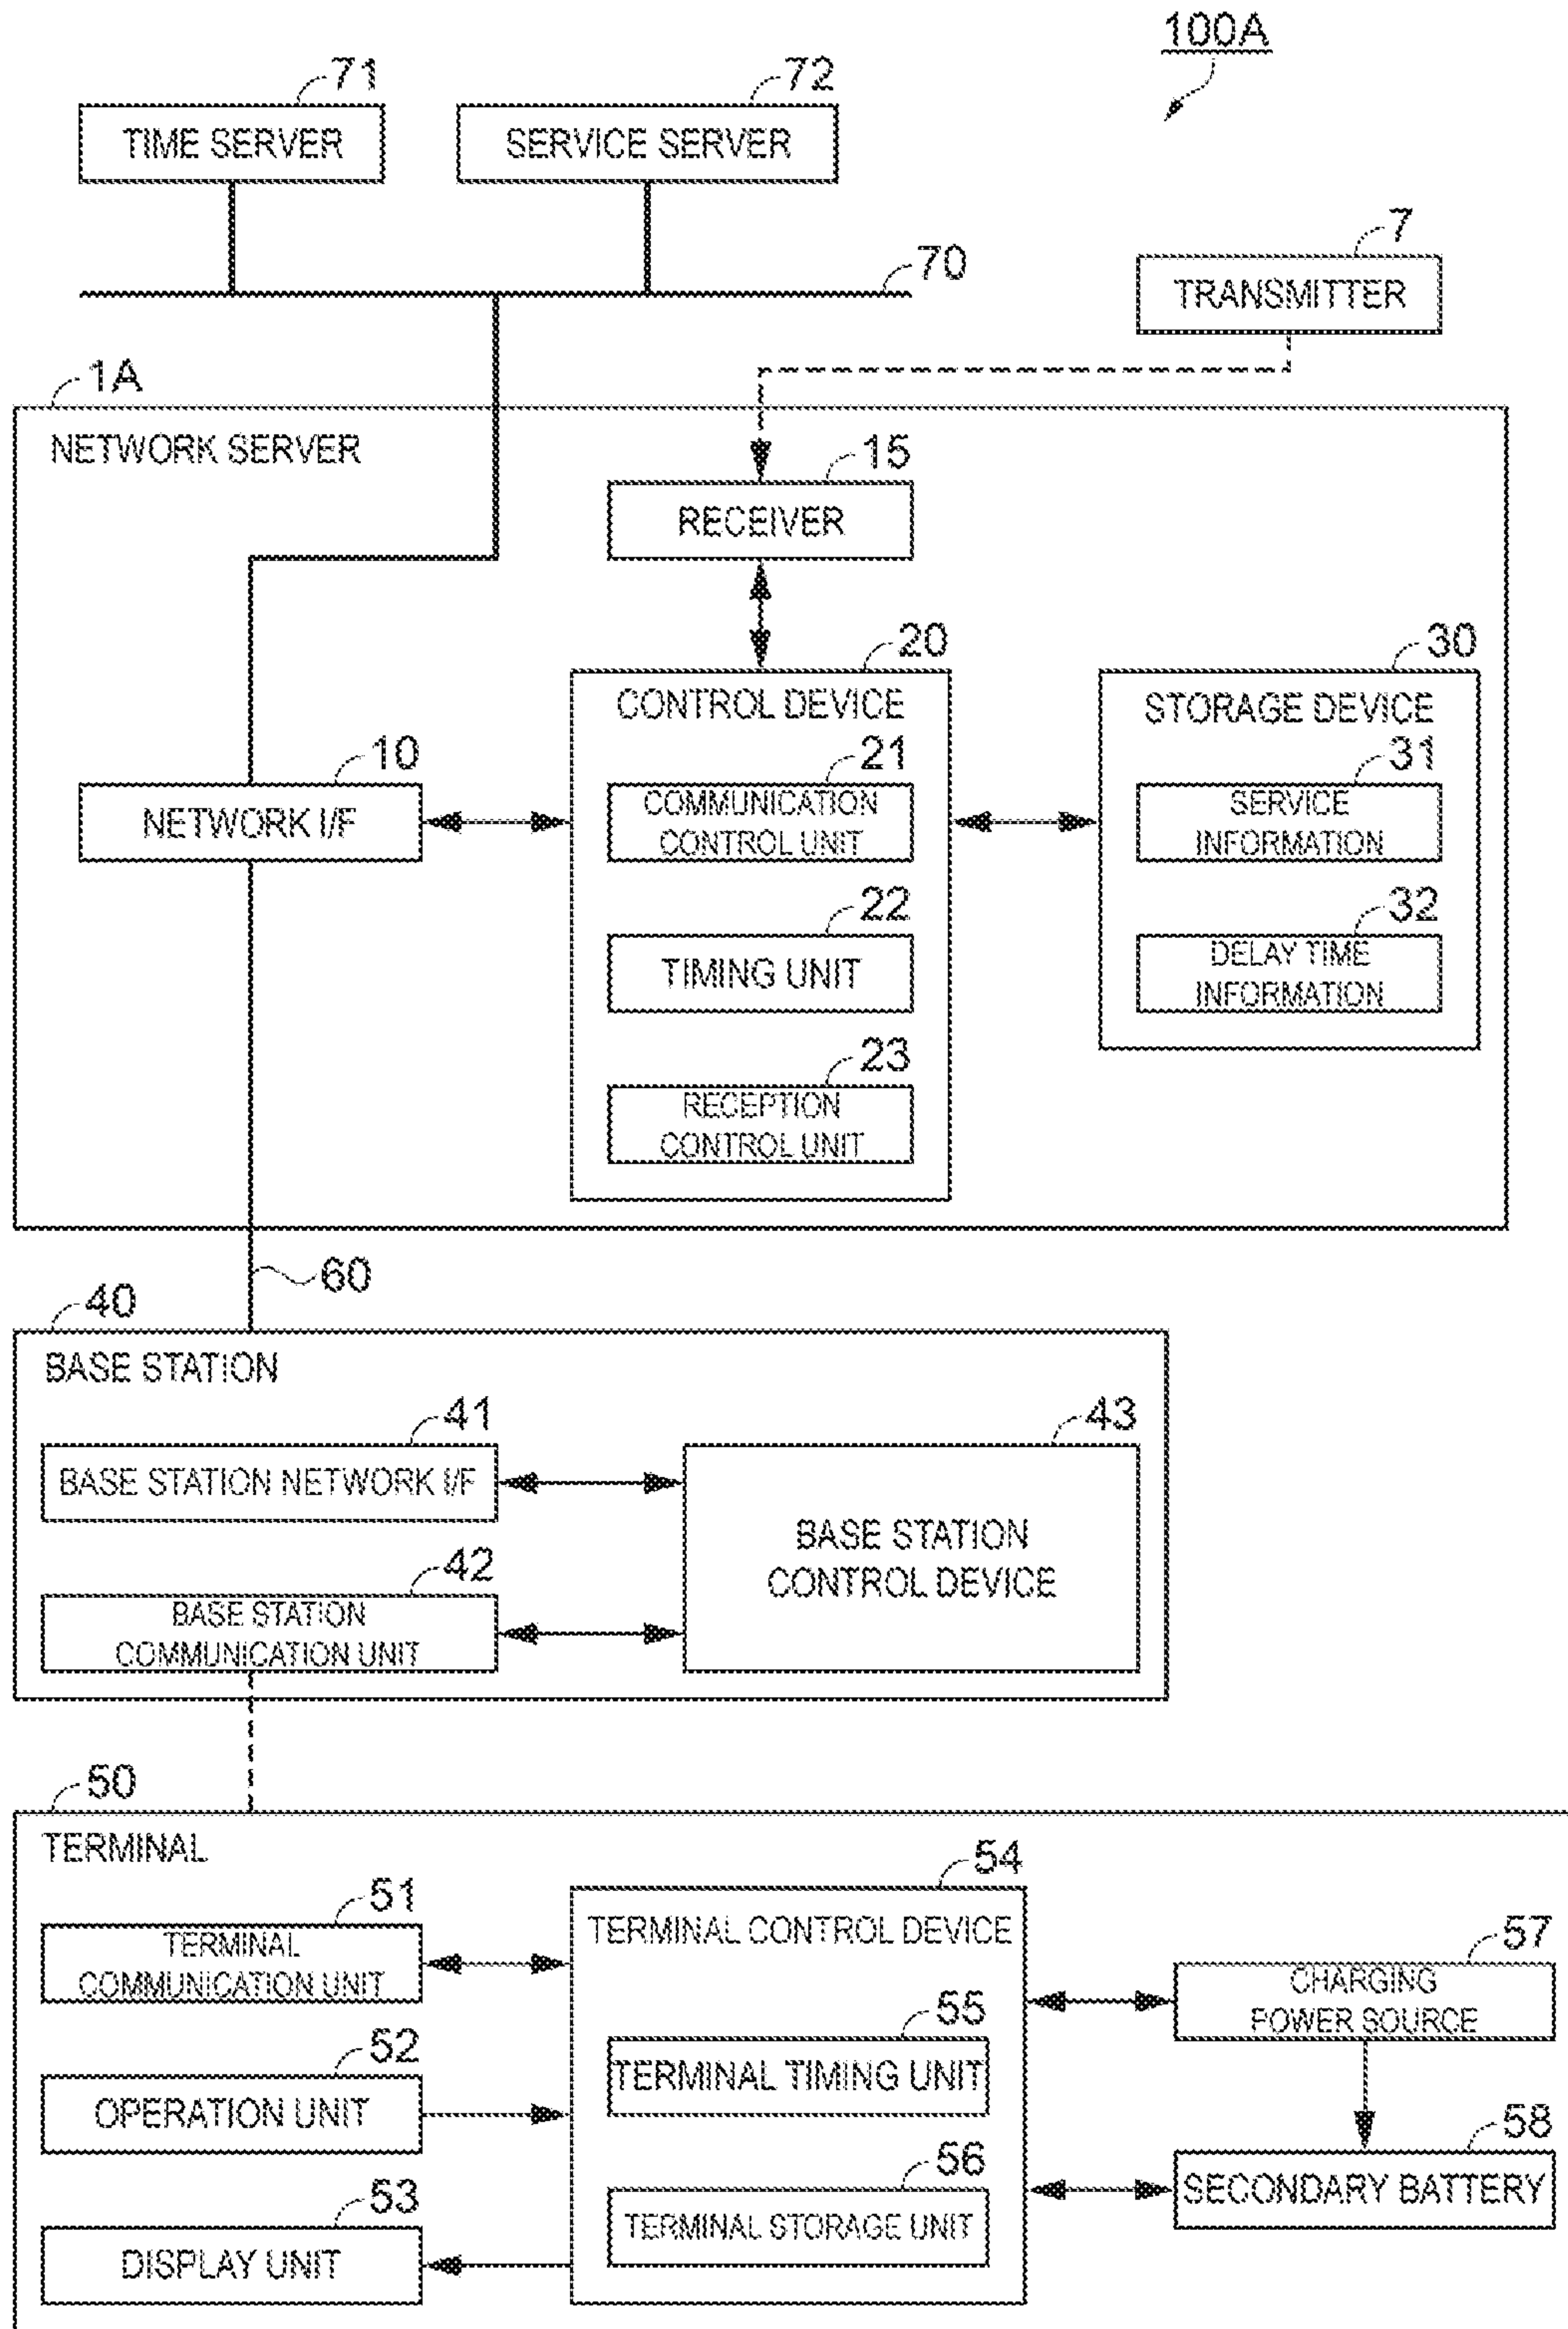 100A
71
72
TIME SERVER
SERVICE SERVER
70
7
TRANSMITTER
1A
NETWORK SERVER
15
RECEIVER
20
30
CONTROL DEVICE
STORAGE DEVICE
10
21
31
NETWORK I/F
COMMUNICATION
CONTROL UNIT
SERVICE
INFORMATION
22
32
TIMING UNIT
DELAY TIME
INFORMATION
23
RECEPTION
CONTROL UNIT
60
40
BASE STATION
41
43
BASE STATION NETWORK I/F
BASE STATION
CONTROL DEVICE
42
BASE STATION
COMMUNICATION UNIT
50
TERMINAL
54
51
TERMINAL CONTROL DEVICE
57
TERMINAL
COMMUNICATION UNIT
CHARGING
POWER SOURCE
55
52
TERMINAL TIMING UNIT
OPERATION UNIT
58
56
SECONDARY BATTERY
53
TERMINAL STORAGE UNIT
DISPLAY UNIT